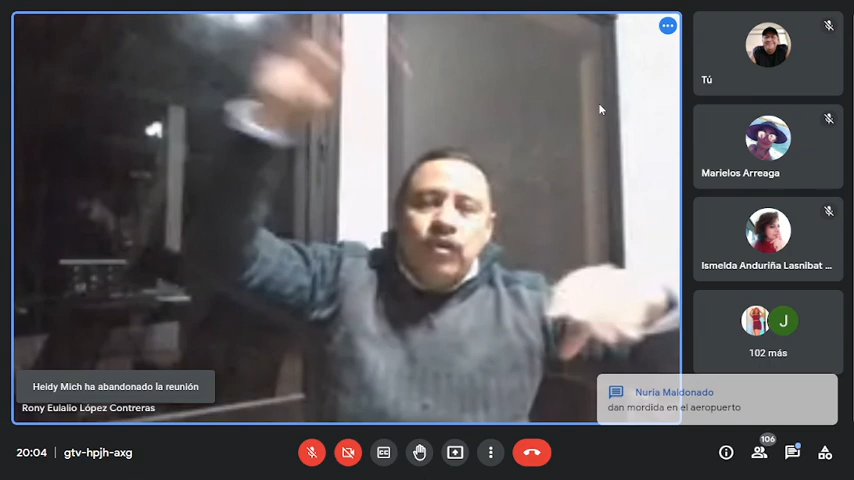 Tú
Marielos Arreaga
Ismelda Anduriña Lasnibat ...
J
102 más
Heidy Mich ha abandonado la reunión
Rony Eulalio López Contreras
Nuria Maldonado
dan mordida en el aeropuerto
20:04 | gtv-hpjh-axg
CC
106